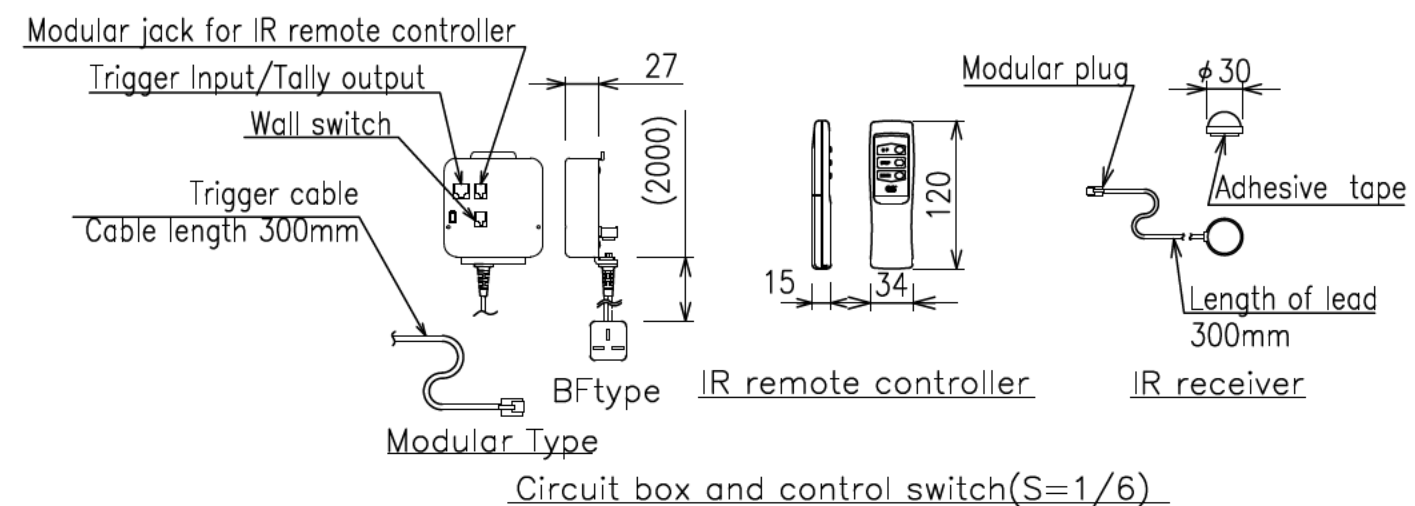 Modular jack for IR remote controller
Trigger Input/Tally output
Wall switch
Trigger cable
Cable length 300mm
27
(2000)
BFtype
Modular Type
120
15
34
IR remote controller
Modular plug
φ30
Adhesive tape
Length of lead
300mm
IR receiver
Circuit box and control switch(S=1/6)